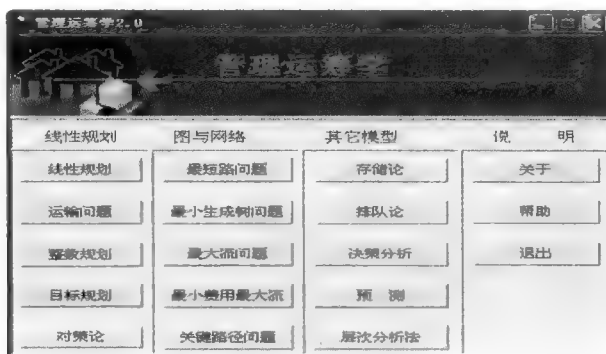 管理运筹学2.0
管理运筹学
线性规划 图与网络 其它模型 说 明
线性规划 最短路问题 存储论 关于
运输问题 最小生成树问题 排队论 帮助
整数规划 最大流问题 决策分析 退出
目标规划 最小费用最大流 预 测
对策论 关键路径问题 层次分析法